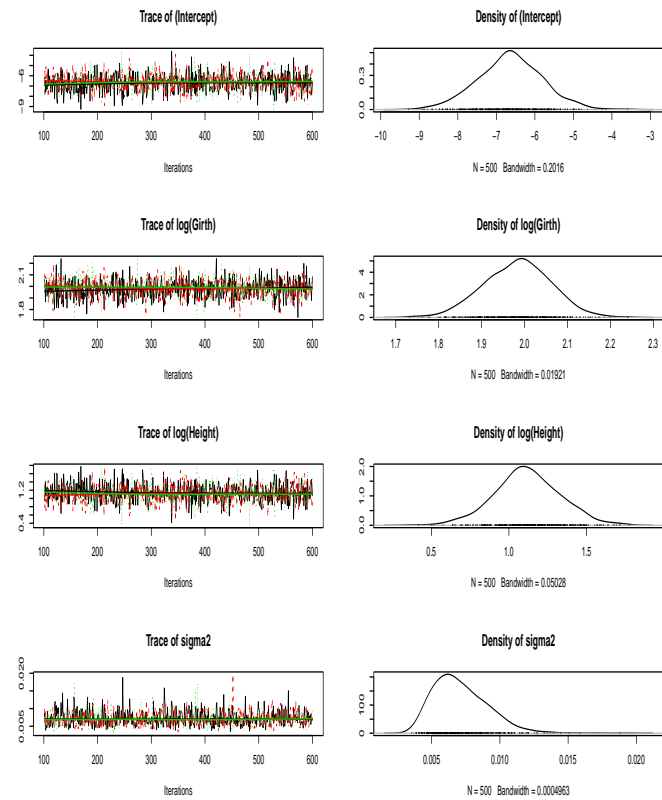 Trace of (Intercept)
−9 −6
100 200 300 400 500 600
Iterations
Density of (Intercept)
0.0 0.3
−10 −9 −8 −7 −6 −5 −4 −3
N = 500 Bandwidth = 0.2016
Trace of log(Girth)
1.8 2.1
100 200 300 400 500 600
Iterations
Density of log(Girth)
0 2 4
1.7 1.8 1.9 2.0 2.1 2.2 2.3
N = 500 Bandwidth = 0.01921
Trace of log(Height)
0.4 1.2
100 200 300 400 500 600
Iterations
Density of log(Height)
0.0 1.0 2.0
0.5 1.0 1.5
N = 500 Bandwidth = 0.05028
Trace of sigma2
0.005 0.020
100 200 300 400 500 600
Iterations
Density of sigma2
0 100
0.005 0.010 0.015 0.020
N = 500 Bandwidth = 0.0004963